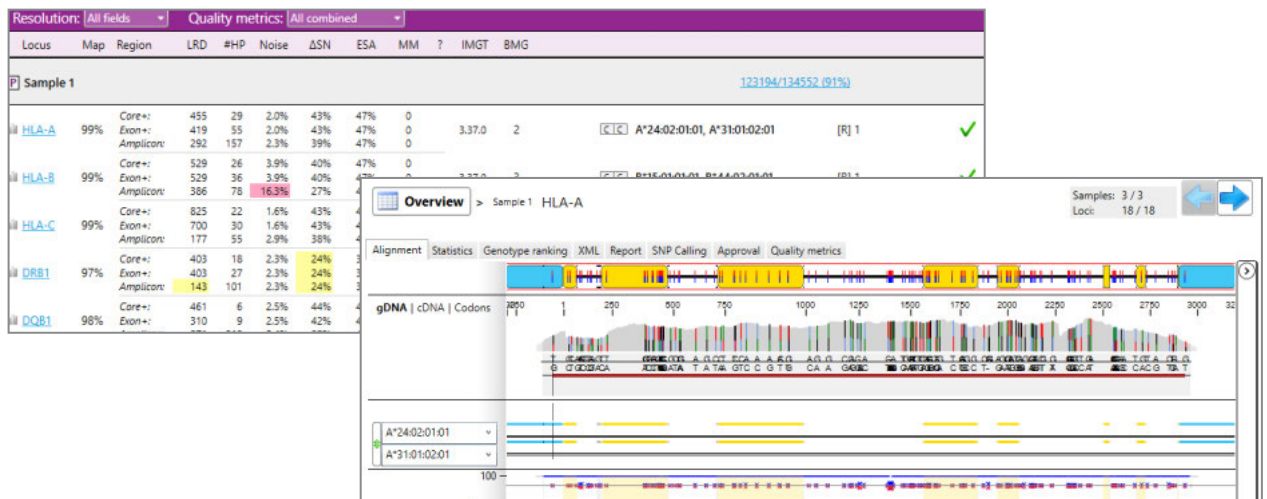 Resolution: All fields Quality metrics: All combined
Locus Map Region LRD #HP Noise ΔSN ESA MM ? IMGT BMG
P Sample 1 123194/134552 (91%)
Core+: 455 29 2.0% 43% 47% 0
HLA-A 99% Exon+: 419 55 2.0% 43% 47% 0 3.37.0 2 C C A*24:02:01:01, A*31:01:02:01 [R] 1
Amplicon: 292 157 2.3% 39% 47% 0
Core+: 529 26 3.9% 40% 47% 0
HLA-B 99% Exon+: 529 36 3.9% 40%
Amplicon: 386 78 16.3% 27%
Core+: 825 22 1.6% 43%
HLA-C 99% Exon+: 700 30 1.6% 43%
Amplicon: 177 55 2.9% 38%
Core+: 403 18 2.3% 24%
DRB1 97% Exon+: 403 27 2.3% 24%
Amplicon: 143 101 2.3% 24%
Core+: 461 6 2.5% 44%
DQB1 98% Exon+: 310 9 2.5% 42%
Overview > Sample 1 HLA-A
Samples: 3 / 3
Loci: 18 / 18
Alignment Statistics Genotype ranking XML Report SNP Calling Approval Quality metrics
gDNA | cDNA | Codons
1 250 500 750 1000 1250 1500 1750 2000 2250 2500 2750 3000
A*24:02:01:01
A*31:01:02:01
100